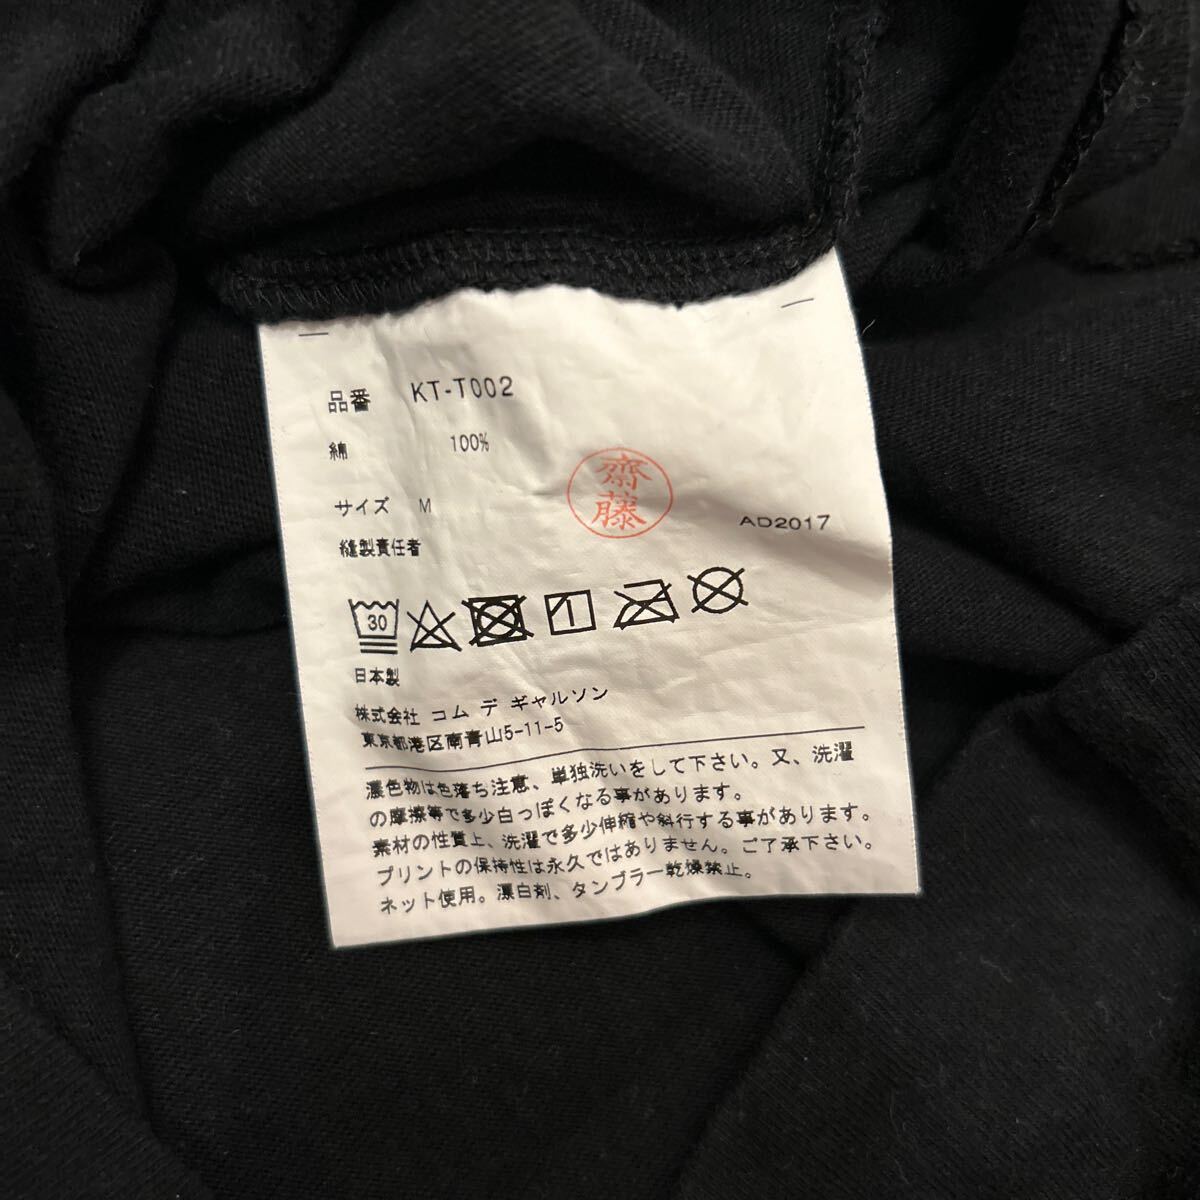 品番 KT-T002
綿 100%
サイズ M
齋藤
AD2017
縫製責任者
30
日本製
株式会社 コム デ ギャルソン
東京都港区南青山5-11-5
濃色物は色落ち注意、単独洗いをして下さい。又、洗濯
の摩擦等で多少白っぽくなる事があります。
素材の性質上、洗濯で多少伸縮や斜行する事があります。
プリントの保持性は永久ではありません。ご了承下さい。
ネット使用。漂白剤、タンブラー乾燥禁止。